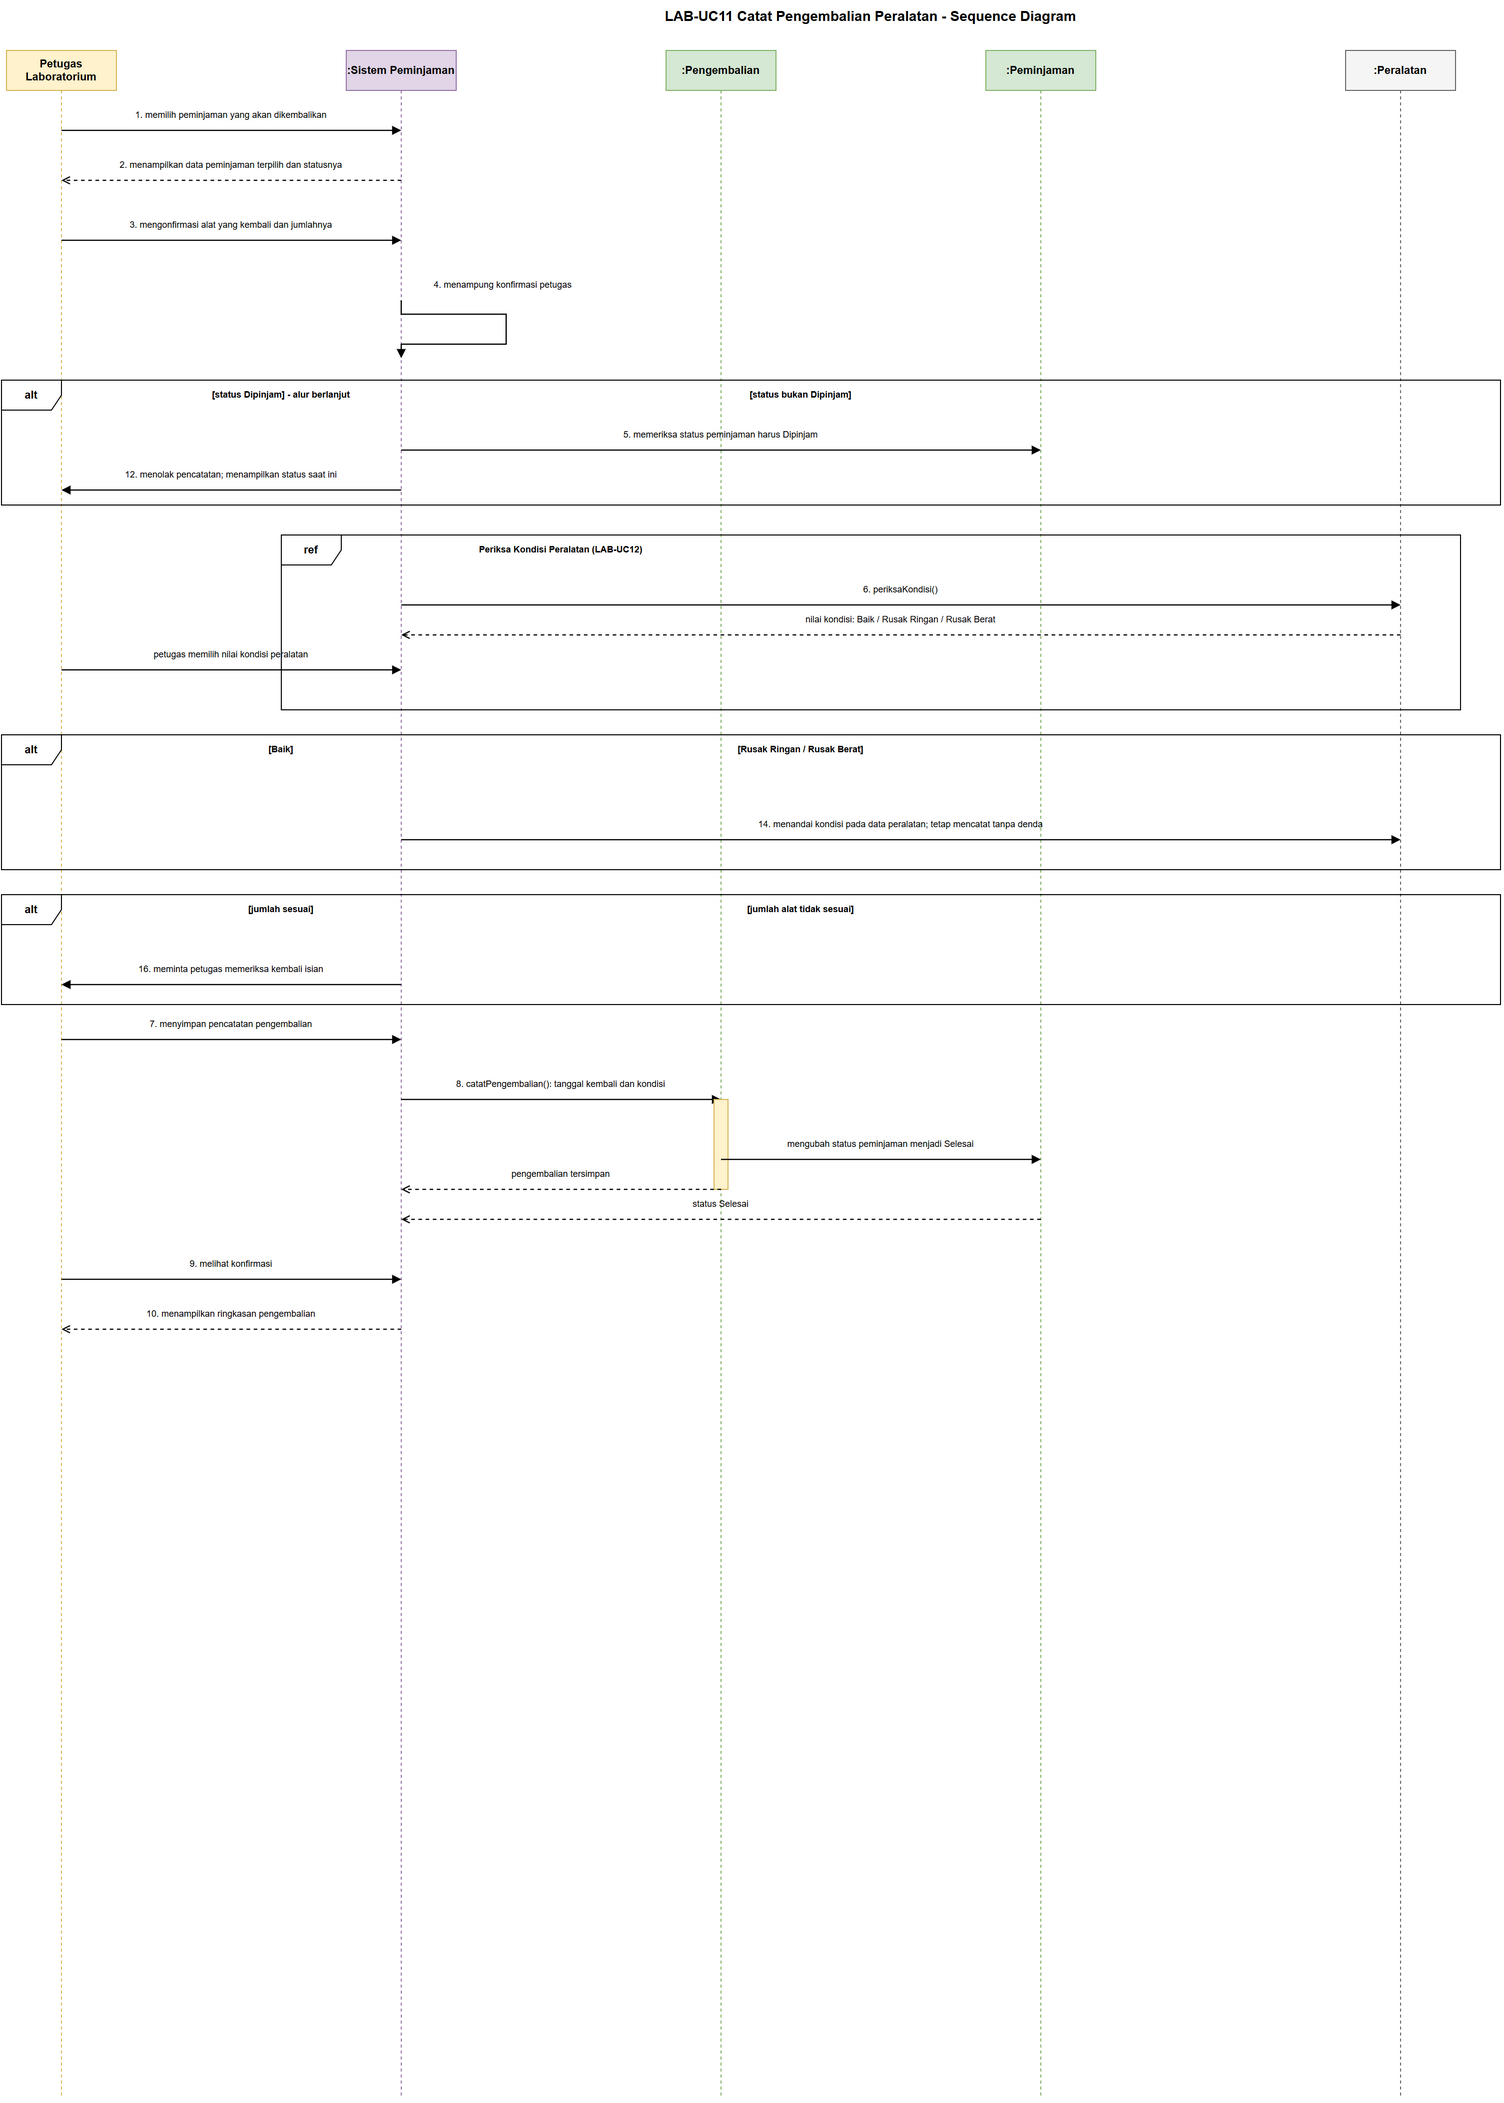 LAB-UC11 Catat Pengembalian Peralatan - Sequence Diagram
Petugas
Laboratorium
:Sistem Peminjaman
:Pengembalian
:Peminjaman
:Peralatan
1. memilih peminjaman yang akan dikembalikan
2. menampilkan data peminjaman terpilih dan statusnya
3. mengonfirmasi alat yang kembali dan jumlahnya
4. menampung konfirmasi petugas
alt
[status Dipinjam] - alur berlanjut
[status bukan Dipinjam]
5. memeriksa status peminjaman harus Dipinjam
12. menolak pencatatan; menampilkan status saat ini
ref
Periksa Kondisi Peralatan (LAB-UC12)
6. periksaKondisi()
nilai kondisi: Baik / Rusak Ringan / Rusak Berat
petugas memilih nilai kondisi peralatan
alt
[Baik]
[Rusak Ringan / Rusak Berat]
14. menandai kondisi pada data peralatan; tetap mencatat tanpa denda
alt
[jumlah sesuai]
[jumlah alat tidak sesuai]
16. meminta petugas memeriksa kembali isian
7. menyimpan pencatatan pengembalian
8. catatPengembalian(): tanggal kembali dan kondisi
mengubah status peminjaman menjadi Selesai
pengembalian tersimpan
status Selesai
9. melihat konfirmasi
10. menampilkan ringkasan pengembalian